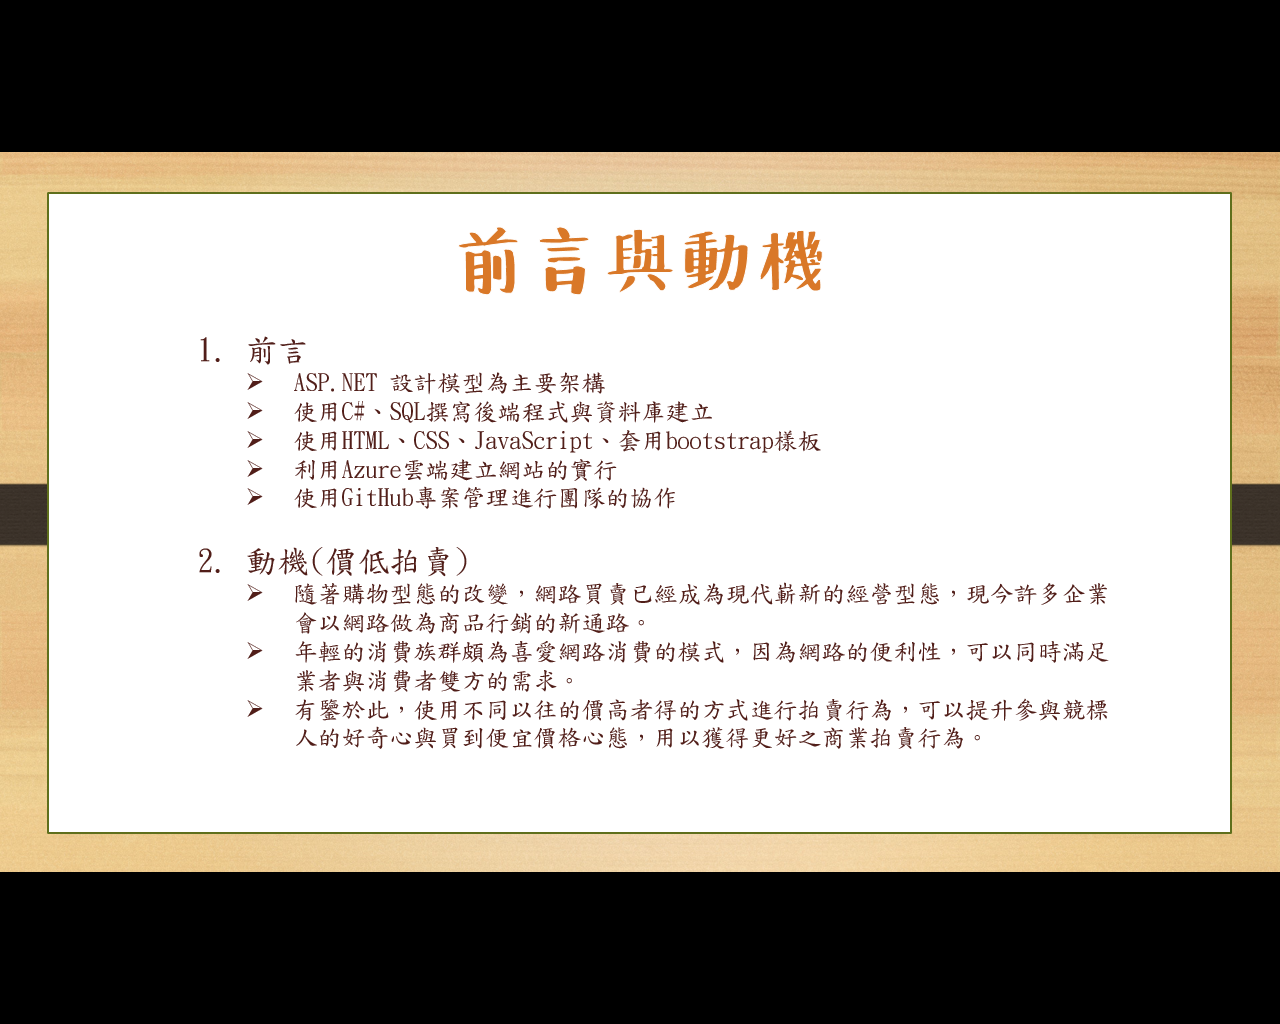 前言與動機
1. 前言
➢ ASP.NET 設計模型為主要架構
➢ 使用C#、SQL撰寫後端程式與資料庫建立
➢ 使用HTML、CSS、JavaScript、套用bootstrap樣板
➢ 利用Azure雲端建立網站的實行
➢ 使用GitHub專案管理進行團隊的協作
2. 動機(價低拍賣)
➢ 隨著購物型態的改變，網路買賣已經成為現代嶄新的經營型態，現今許多企業
會以網路做為商品行銷的新通路。
➢ 年輕的消費族群頗為喜愛網路消費的模式，因為網路的便利性，可以同時滿足
業者與消費者雙方的需求。
➢ 有鑒於此，使用不同以往的價高者得的方式進行拍賣行為，可以提升參與競標
人的好奇心與買到便宜價格心態，用以獲得更好之商業拍賣行為。